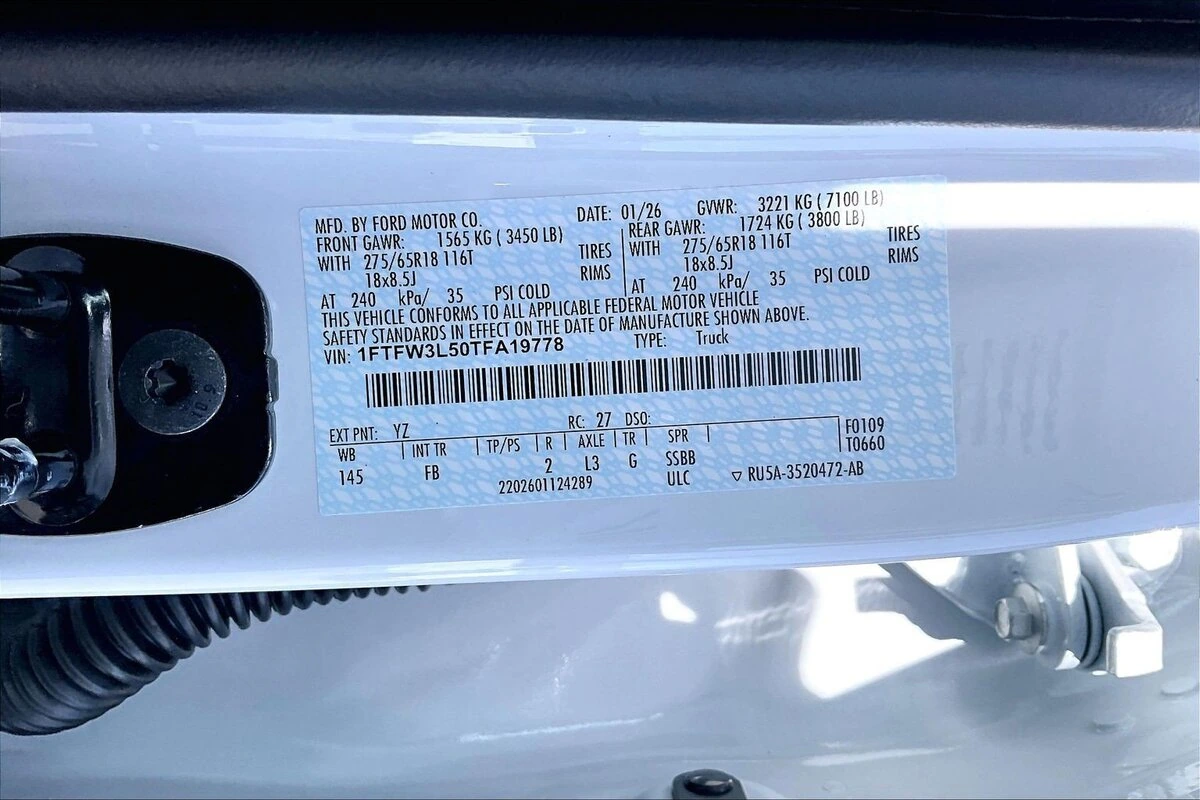 MFD. BY FORD MOTOR CO. DATE: 01/26 GVWR: 3221 KG ( 7100 LB)
FRONT GAWR: 1565 KG ( 3450 LB) REAR GAWR: 1724 KG ( 3800 LB)
WITH 275/65R18 116T TIRES WITH 275/65R18 116T TIRES
18x8.5J RIMS 18x8.5J RIMS
AT 240 kPa/ 35 PSI COLD AT 240 kPa/ 35 PSI COLD
THIS VEHICLE CONFORMS TO ALL APPLICABLE FEDERAL MOTOR VEHICLE
SAFETY STANDARDS IN EFFECT ON THE DATE OF MANUFACTURE SHOWN ABOVE.
VIN: 1FTFW3L50TFA19778 TYPE: Truck
EXT PNT: YZ RC: 27 DSO: F0109
WB INT TR TP/PS R AXLE TR SPR T0660
145 FB 2 L3 G SSBB
2202601124289 ULC ▽ RU5A-3520472-AB